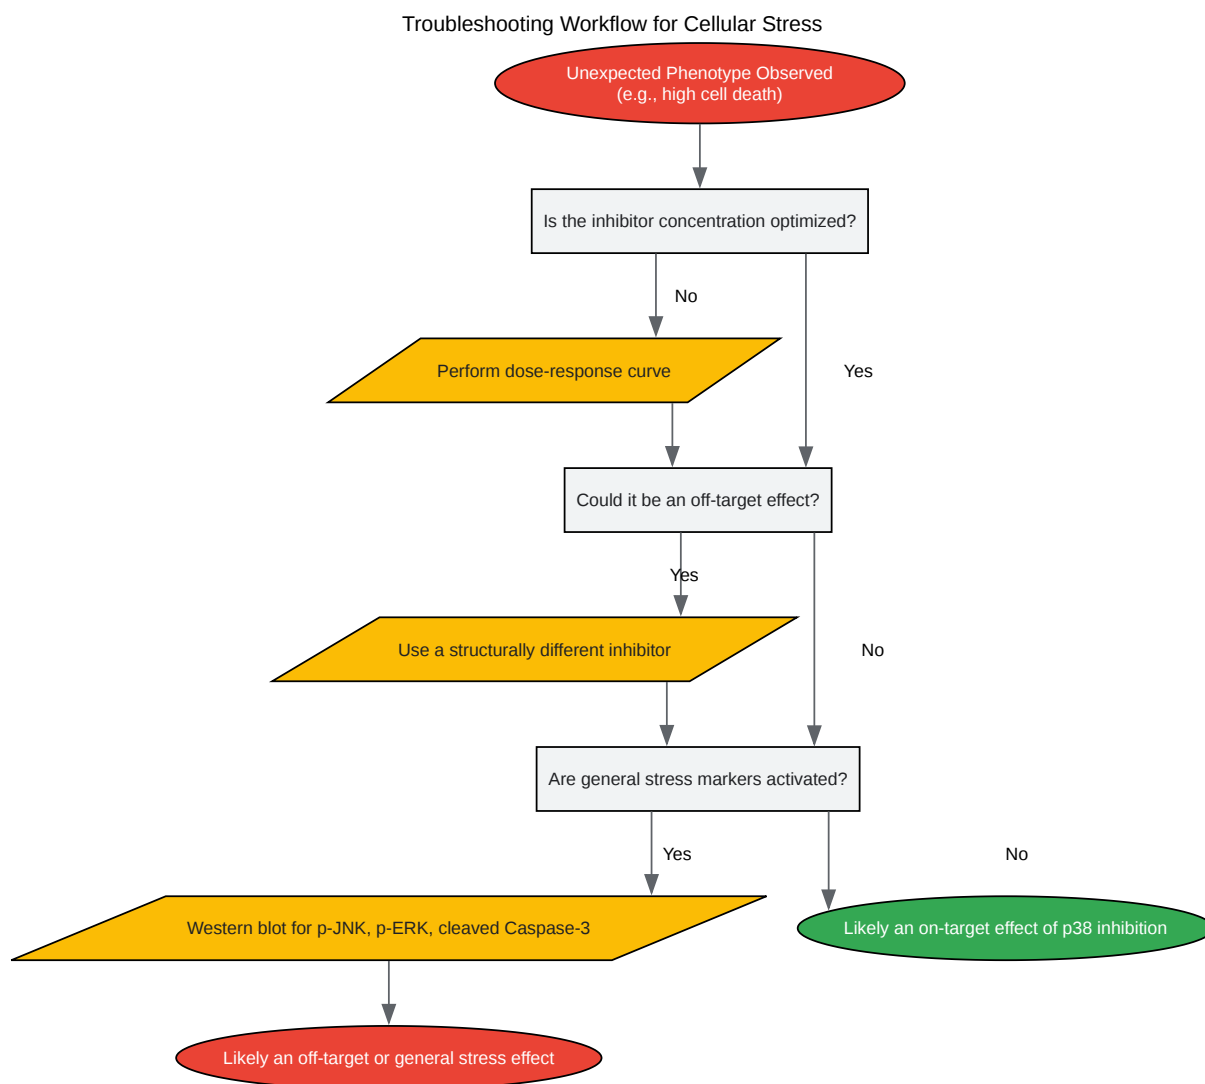 Troubleshooting Workflow for Cellular Stress
Unexpected Phenotype Observed
(e.g., high cell death)
Is the inhibitor concentration optimized?
No
Perform dose-response curve
Yes
Could it be an off-target effect?
Yes
Use a structurally different inhibitor
No
Are general stress markers activated?
Yes
No
Western blot for p-JNK, p-ERK, cleaved Caspase-3
Likely an on-target effect of p38 inhibition
Likely an off-target or general stress effect